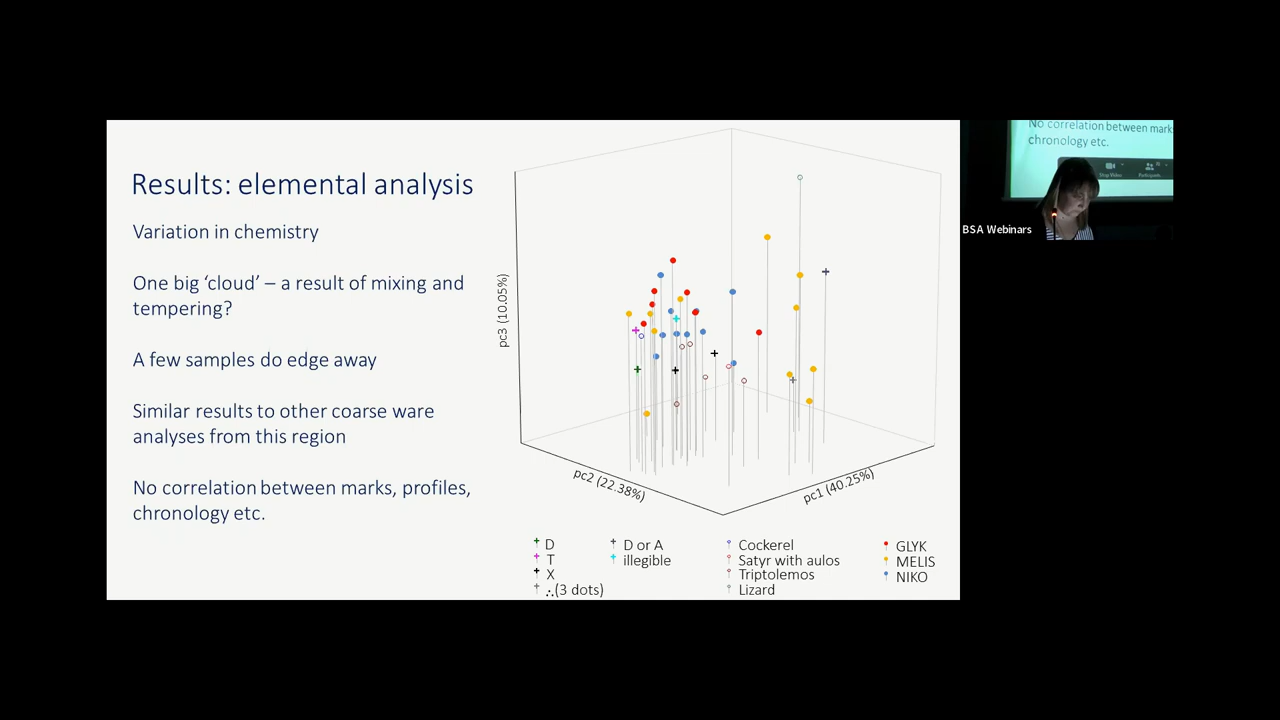 Results: elemental analysis
Variation in chemistry
One big ‘cloud’ – a result of mixing and
tempering?
A few samples do edge away
Similar results to other coarse ware
analyses from this region
No correlation between marks, profiles,
chronology etc.
pc3 (10.05%)
pc2 (22.38%)
pc1 (40.25%)
D
T
X
∴(3 dots)
D or A
illegible
Cockerel
Satyr with aulos
Triptolemos
Lizard
GLYK
MELIS
NIKO
No correlation between marks
chronology etc.
Stop Video
BSA Webinars